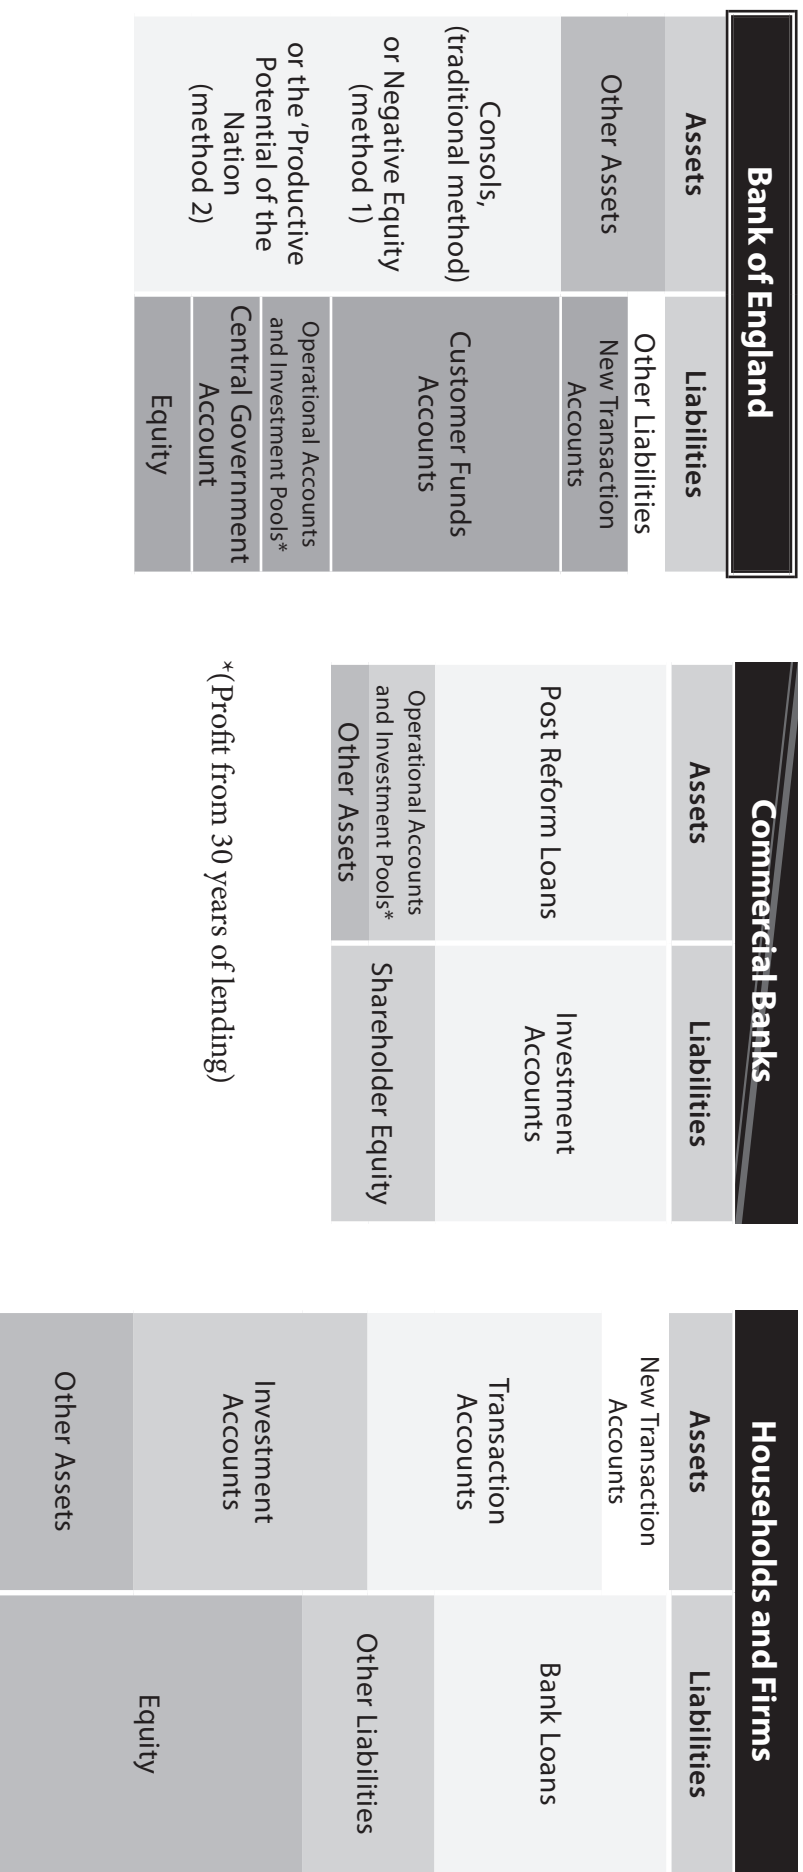 Bank of England
Assets
Liabilities
Other Assets
Consols,
(traditional method)
or Negative Equity
(method 1)
or the ‘Productive
Potential of the
Nation
(method 2)
Other Liabilities
New Transaction
Accounts
Customer Funds
Accounts
Operational Accounts
and Investment Pools*
Central Government
Account
Equity
Commercial Banks
Assets
Liabilities
Post Reform Loans
Operational Accounts
and Investment Pools*
Other Assets
Investment
Accounts
Shareholder Equity
*(Profit from 30 years of lending)
Households and Firms
Assets
Liabilities
New Transaction
Accounts
Transaction
Accounts
Investment
Accounts
Other Assets
Bank Loans
Other Liabilities
Equity